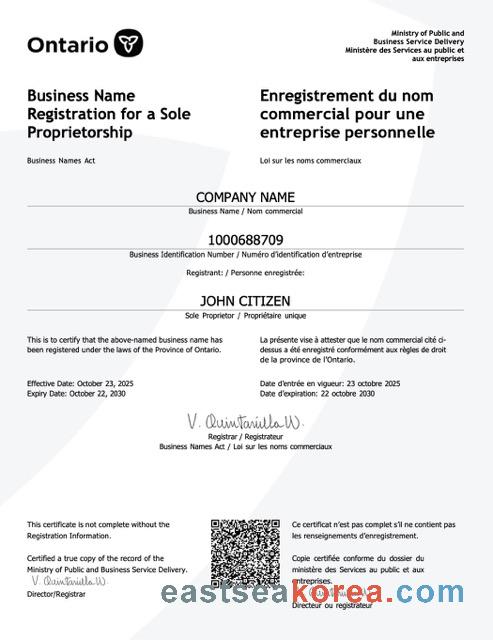 Ontario
Ministry of Public and
Business Service Delivery
Ministère des Services au public et
aux entreprises
Business Name
Registration for a Sole
Proprietorship
Enregistrement du nom
commercial pour une
entreprise personnelle
Business Names Act
Loi sur les noms commerciaux
COMPANY NAME
Business Name / Nom commercial
1000688709
Business Identification Number / Numéro d'identification d'entreprise
Registrant: / Personne enregistrée:
JOHN CITIZEN
Sole Proprietor / Propriétaire unique
This is to certify that the above-named business name has
been registered under the laws of the Province of Ontario.
La présente vise à attester que le nom commercial cité ci-
dessus a été enregistré conformément aux règles de droit
de la province de l'Ontario.
Effective Date: October 23, 2025
Expiry Date: October 22, 2030
Date d'entrée en vigueur: 23 octobre 2025
Date d'expiration: 22 octobre 2030
V. Quintanilla W.
Registrar / Registrateur
Business Names Act / Loi sur les noms commerciaux
This certificate is not complete without the
Registration Information.
Certified a true copy of the record of the
Ministry of Public and Business Service Delivery.
V. Quintanilla W.
Director/Registrar
Ce certificat n'est pas complet s'il ne contient pas
les renseignements d'enregistrement.
Copie certifiée conforme du dossier du
ministère des Services au public et aux
entreprises.
Directeur ou registrateur
eastseakorea.com